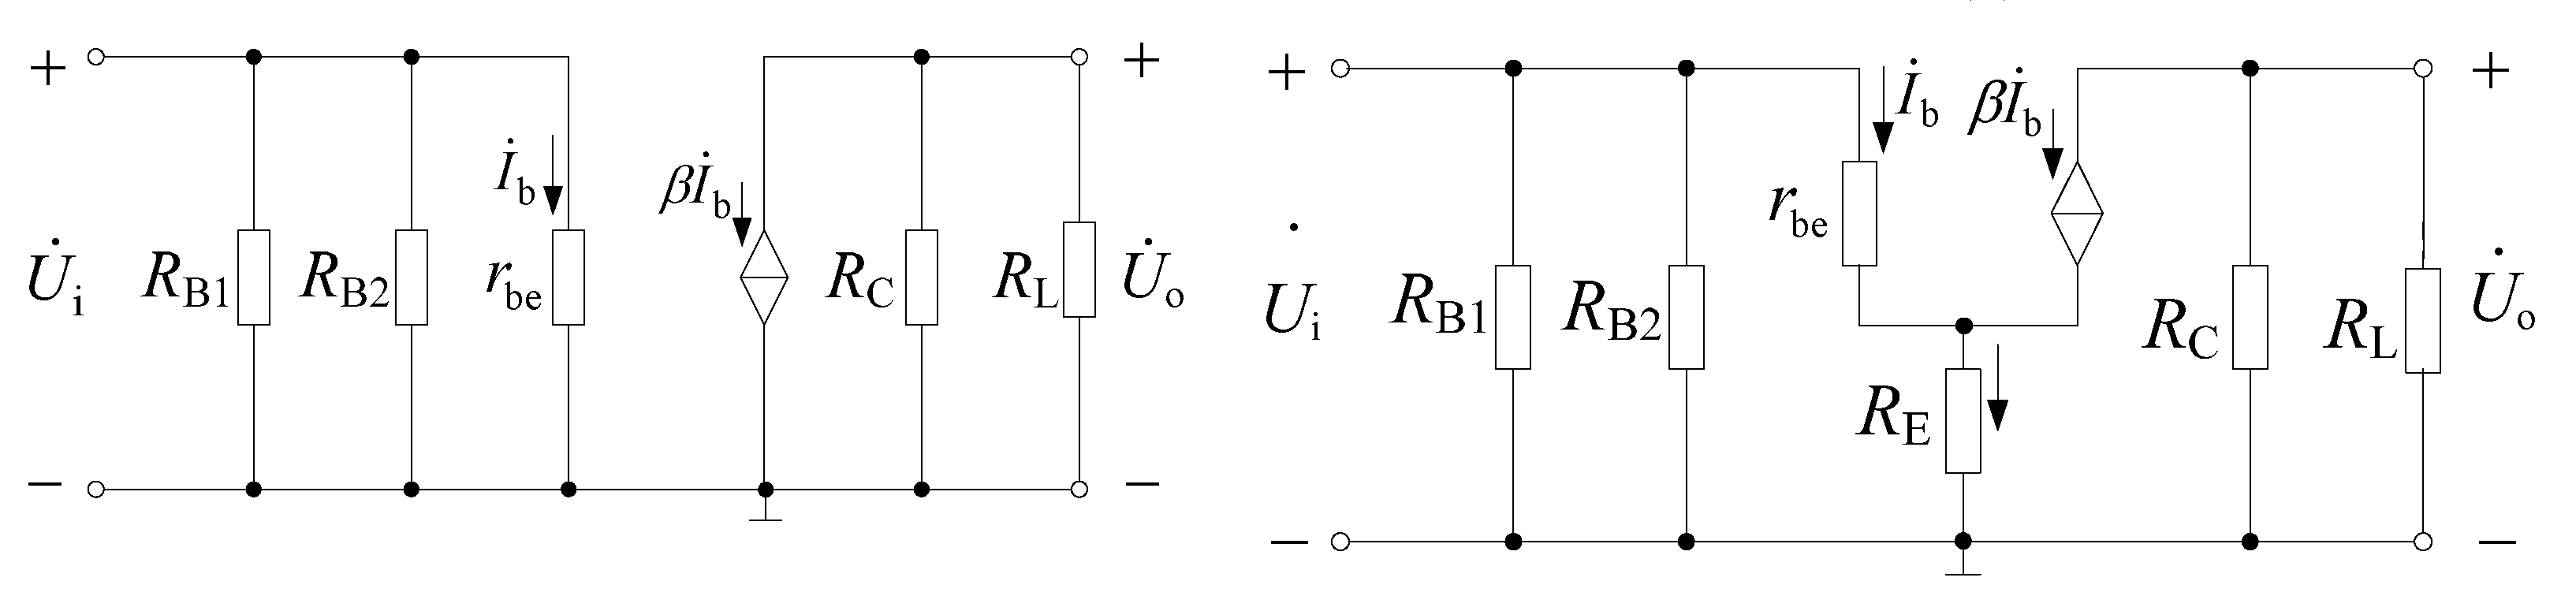 + +
U̇i RB1 RB2 İb rbe βİb RC RL U̇o
− −
+ +
U̇i RB1 RB2 rbe İb βİb RE RC RL U̇o
− −